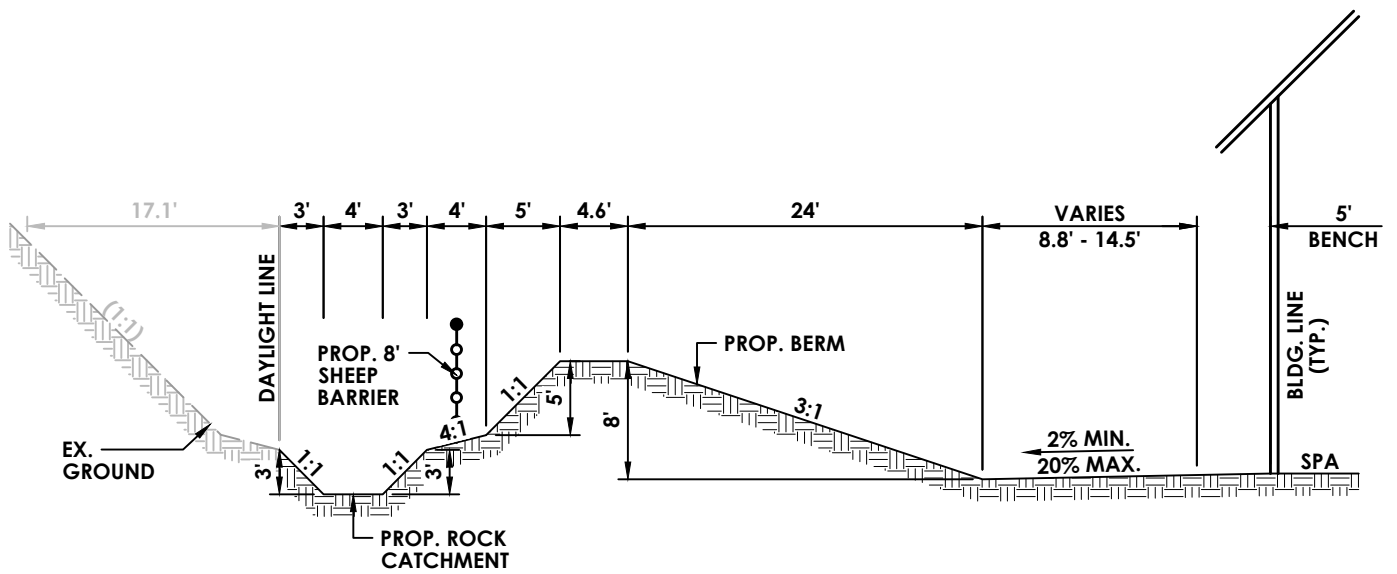 17.1'
3'
4'
3'
4'
5'
4.6'
24'
VARIES
8.8' - 14.5'
5'
BENCH
(1:1)
DAYLIGHT LINE
PROP. 8'
SHEEP
BARRIER
PROP. BERM
BLDG. LINE
(TYP.)
EX.
GROUND
3'
1:1
1:1
3'
4:1
1:1
5'
8'
3:1
2% MIN.
20% MAX.
SPA
PROP. ROCK
CATCHMENT